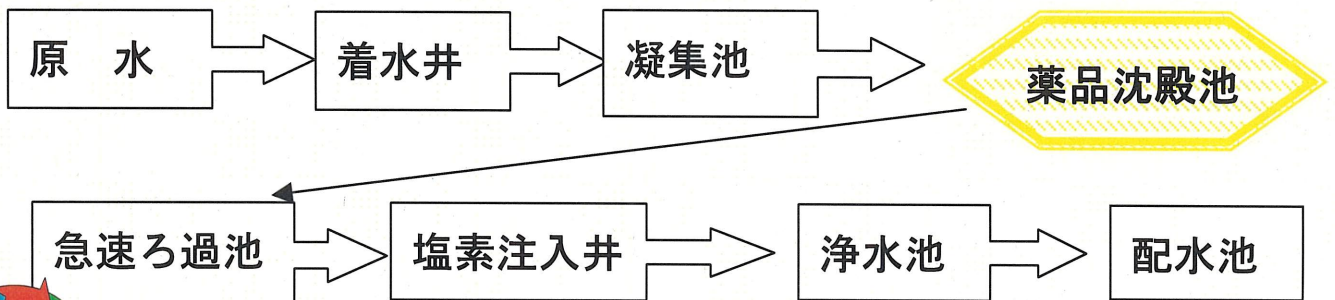 原 水
着水井
凝集池
薬品沈殿池
急速ろ過池
塩素注入井
浄水池
配水池